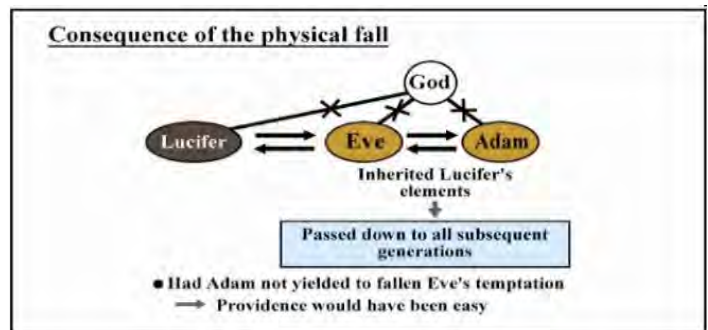 Consequence of the physical fall
God
Lucifer
Eve
Adam
Inherited Lucifer's
elements
Passed down to all subsequent
generations
● Had Adam not yielded to fallen Eve's temptation
Providence would have been easy